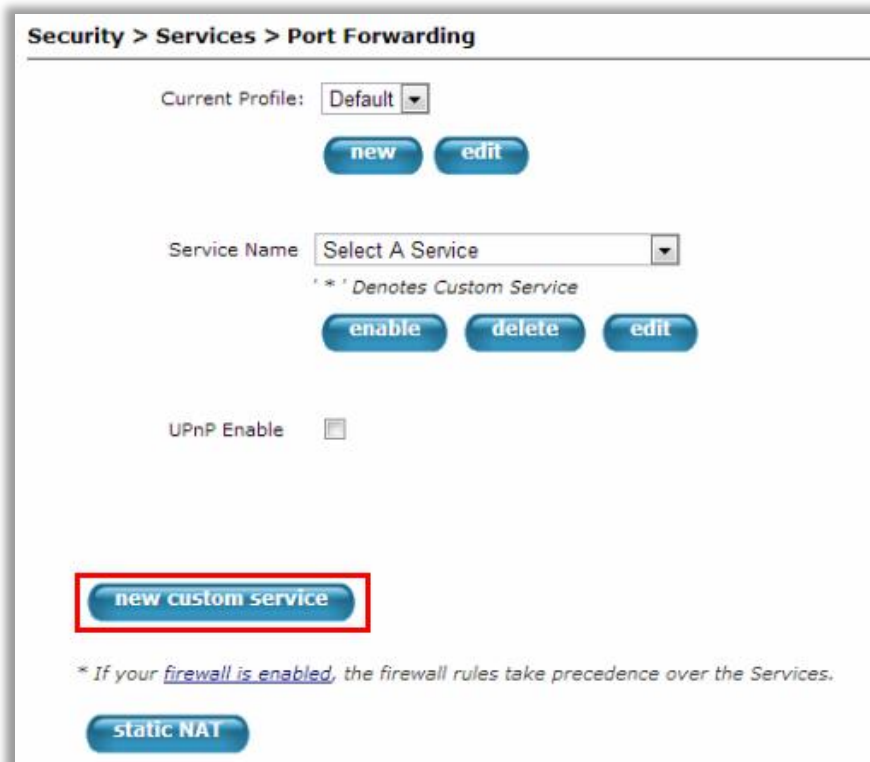 Security > Services > Port Forwarding
Current Profile: Default
new edit
Service Name Select A Service
' * ' Denotes Custom Service
enable delete edit
UPnP Enable
new custom service
* If your firewall is enabled, the firewall rules take precedence over the Services.
static NAT